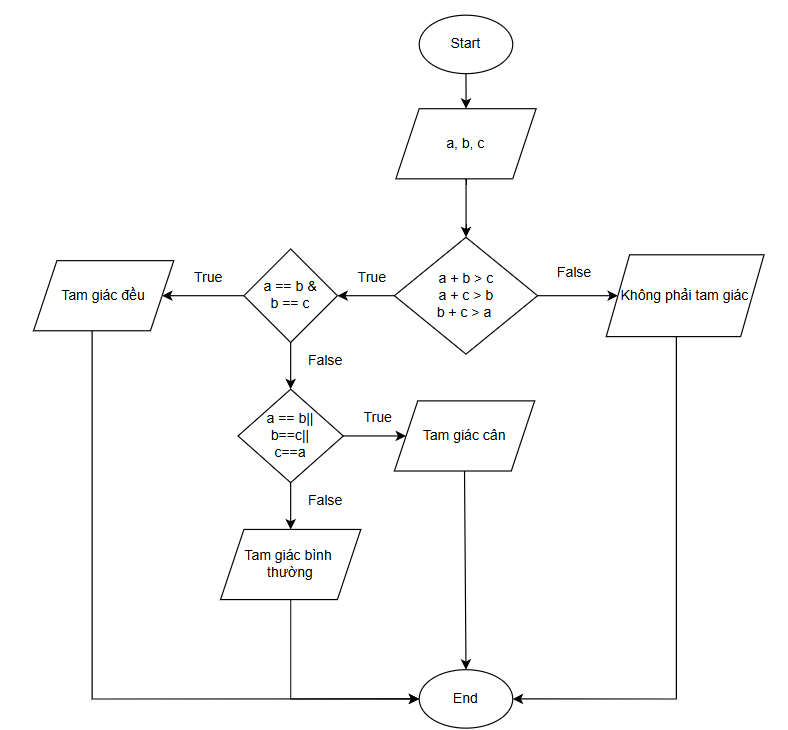 Start
a, b, c
a + b > c
a + c > b
b + c > a
False
Không phải tam giác
True
a == b &
b == c
True
Tam giác đều
False
a == b||
b==c||
c==a
True
Tam giác cân
False
Tam giác bình
thường
End